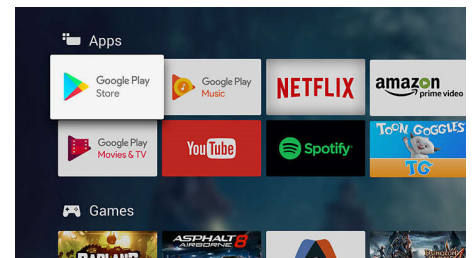 Apps
Google Play
Store
Google Play
Music
NETFLIX
amazon
prime video
Google Play
Movies & TV
YouTube
Spotify
TOON GOGGLES
TG
Games
BADLAND
ASPHALT 8
AIRBORNE